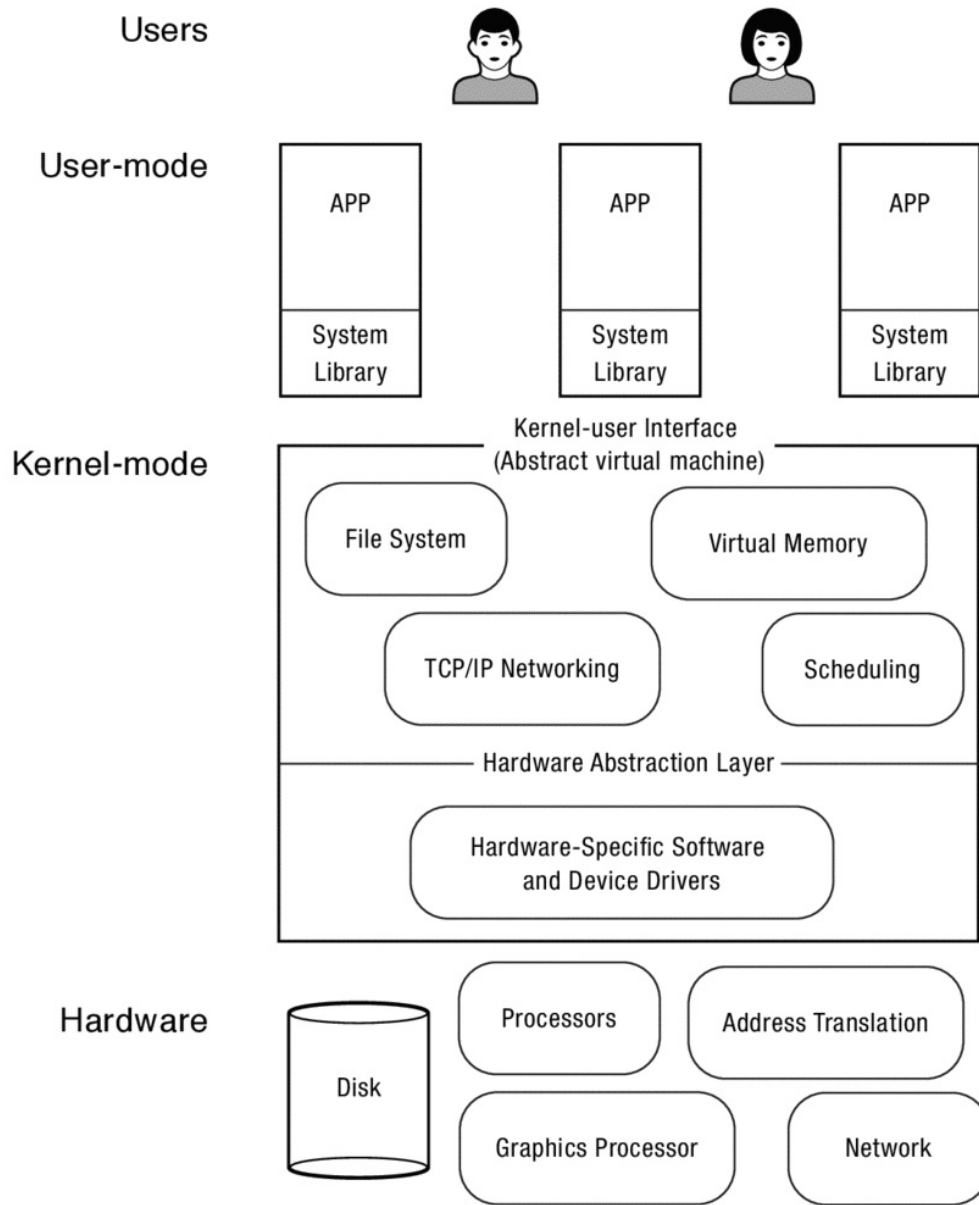 Users
User-mode
APP
APP
APP
System
Library
System
Library
System
Library
Kernel-user Interface
(Abstract virtual machine)
Kernel-mode
File System
Virtual Memory
TCP/IP Networking
Scheduling
Hardware Abstraction Layer
Hardware-Specific Software
and Device Drivers
Hardware
Processors
Address Translation
Disk
Graphics Processor
Network